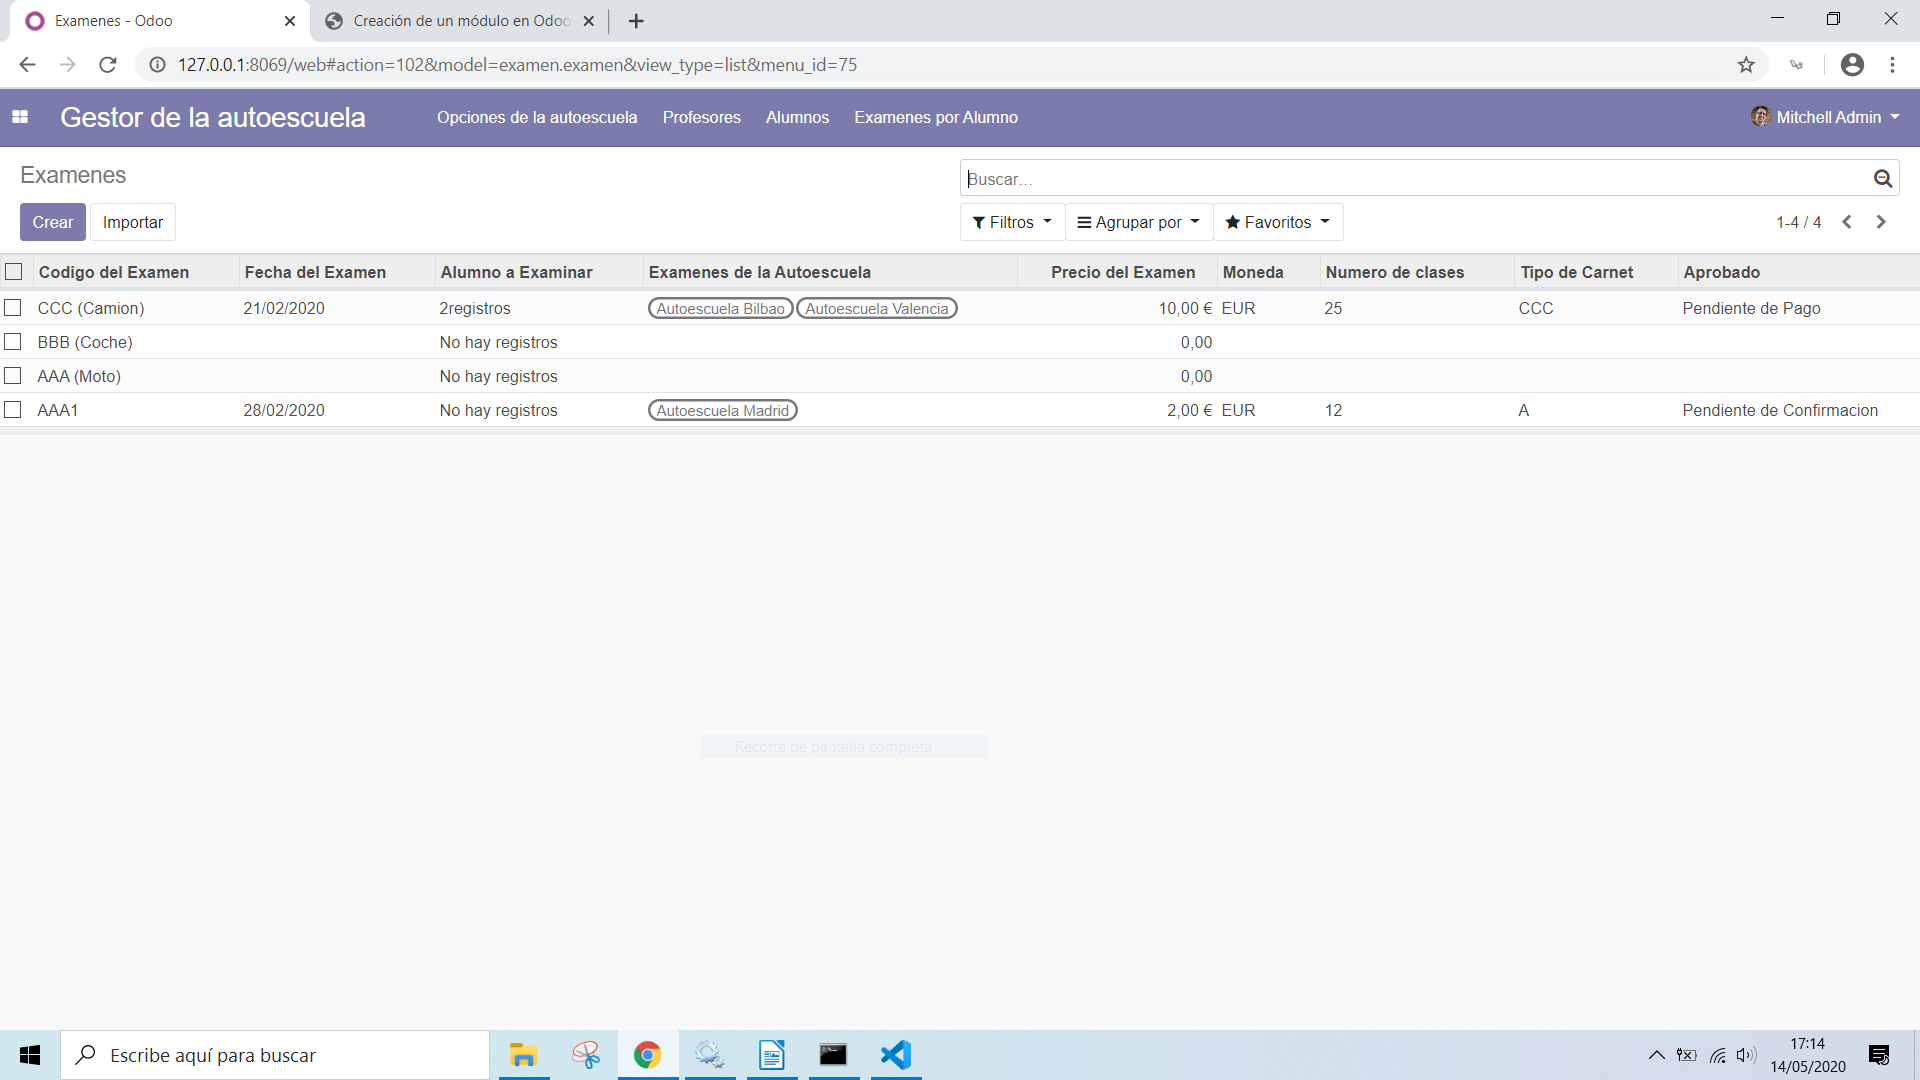 Examenes - Odoo
Creación de un módulo en Odoo
127.0.0.1:8069/web#action=102&model=examen.examen&view_type=list&menu_id=75
Gestor de la autoescuela Opciones de la autoescuela Profesores Alumnos Examenes por Alumno Mitchell Admin
Examenes
Buscar...
Crear Importar Filtros Agrupar por Favoritos 1-4 / 4
Codigo del Examen Fecha del Examen Alumno a Examinar Examenes de la Autoescuela Precio del Examen Moneda Numero de clases Tipo de Carnet Aprobado
CCC (Camion) 21/02/2020 2registros Autoescuela Bilbao Autoescuela Valencia 10,00 € EUR 25 CCC Pendiente de Pago
BBB (Coche) No hay registros 0,00
AAA (Moto) No hay registros 0,00
AAA1 28/02/2020 No hay registros Autoescuela Madrid 2,00 € EUR 12 A Pendiente de Confirmacion
Recorte de pantalla completa
Escribe aquí para buscar
17:14
14/05/2020